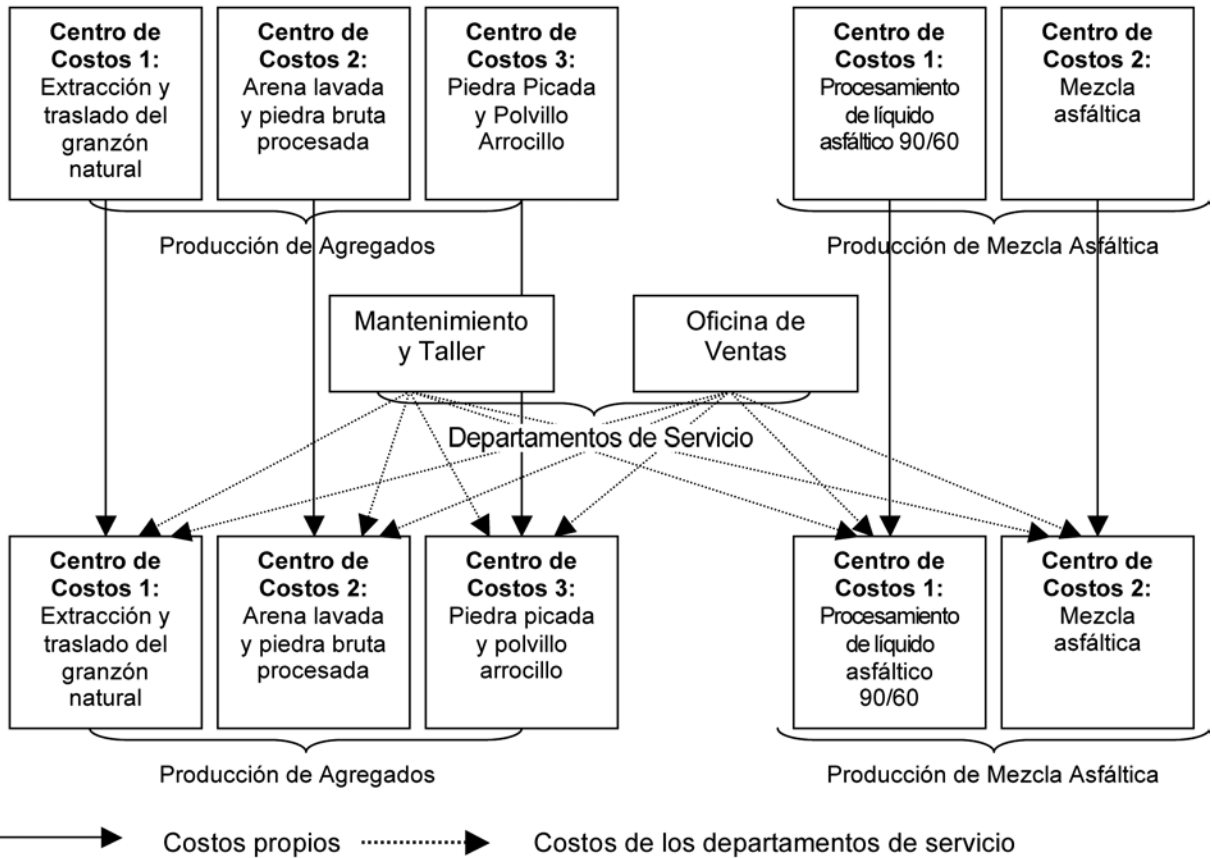 Centro de
Costos 1:
Extracción y
traslado del
granzón
natural
Centro de
Costos 2:
Arena lavada
y piedra bruta
procesada
Centro de
Costos 3:
Piedra Picada
y Polvillo
Arrocillo
Centro de
Costos 1:
Procesamiento
de líquido
asfáltico 90/60
Centro de
Costos 2:
Mezcla
asfáltica
Producción de Agregados
Producción de Mezcla Asfáltica
Mantenimiento
y Taller
Oficina de
Ventas
Departamentos de Servicio
Centro de
Costos 1:
Extracción y
traslado del
granzón
natural
Centro de
Costos 2:
Arena lavada
y piedra bruta
procesada
Centro de
Costos 3:
Piedra picada
y polvillo
arrocillo
Centro de
Costos 1:
Procesamiento
de líquido
asfáltico
90/60
Centro de
Costos 2:
Mezcla
asfáltica
Producción de Agregados
Producción de Mezcla Asfáltica
Costos propios
Costos de los departamentos de servicio